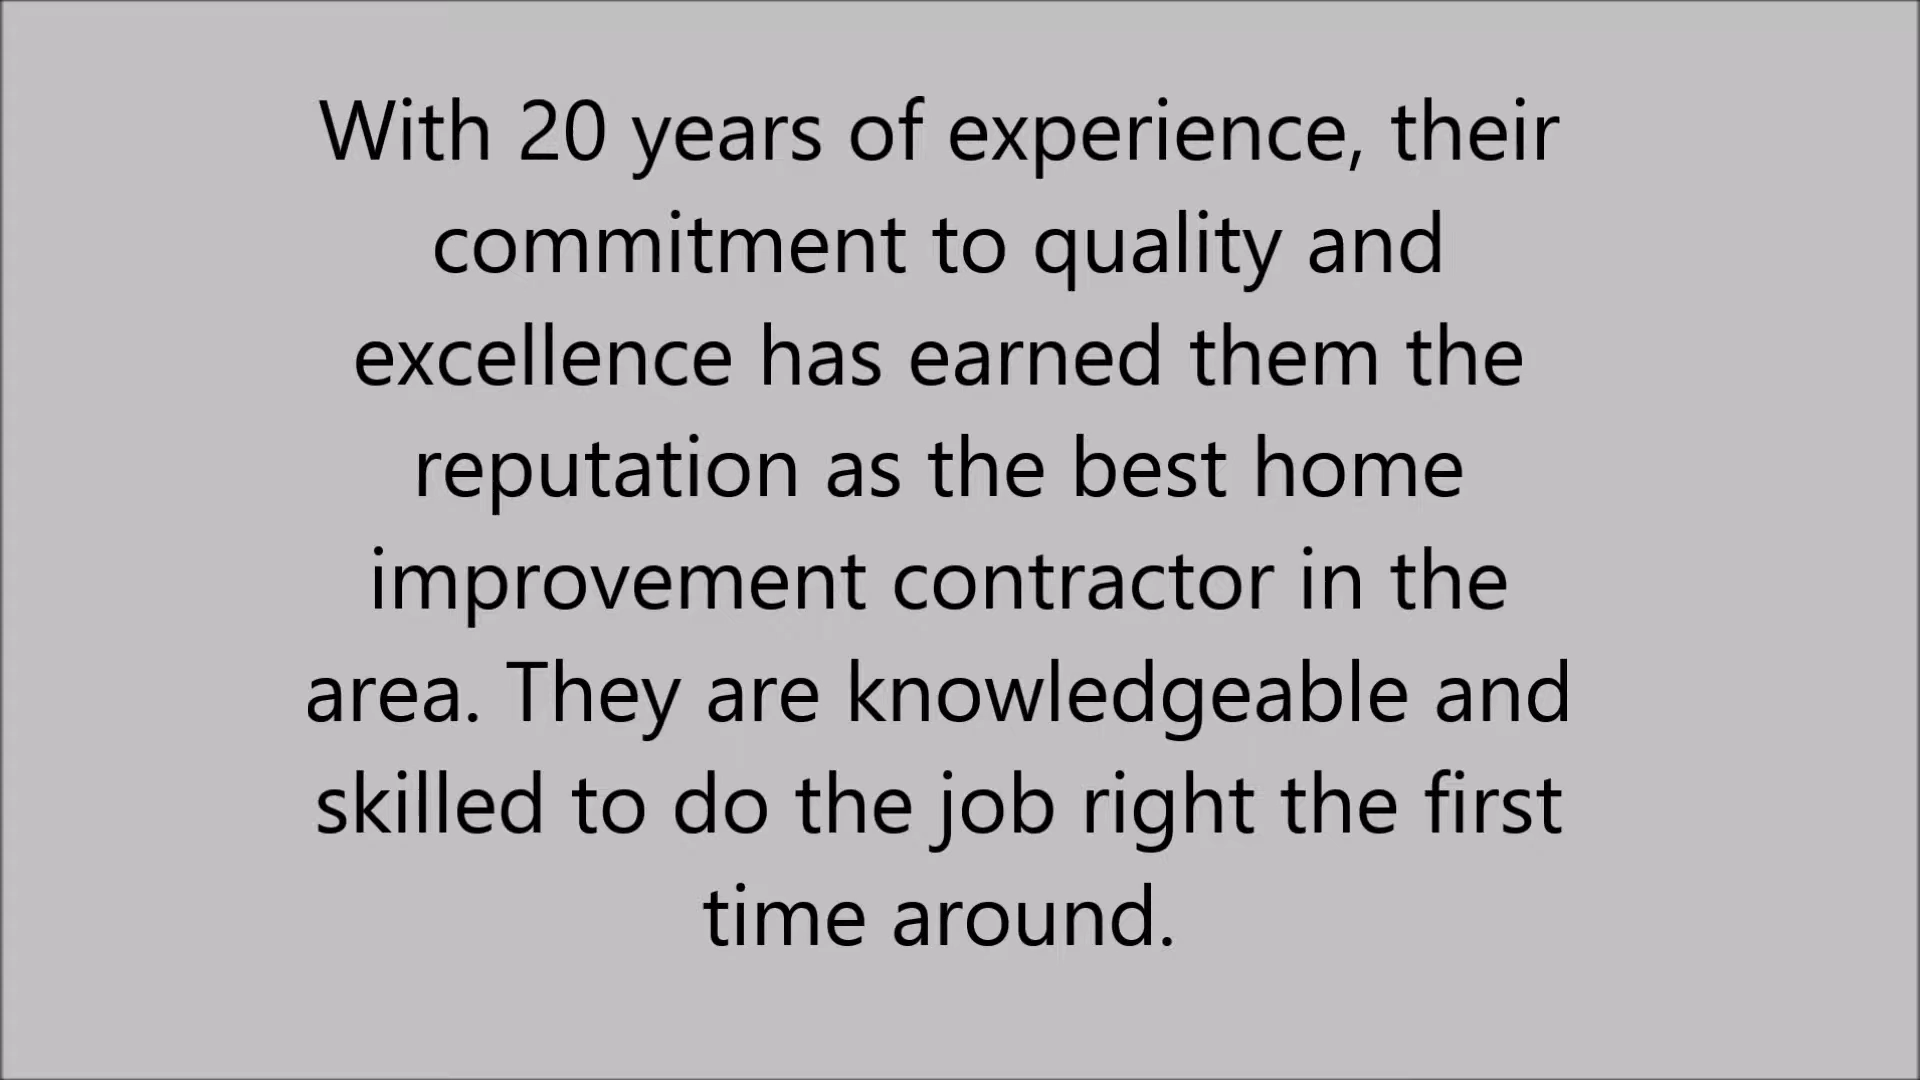 With 20 years of experience, their
commitment to quality and
excellence has earned them the
reputation as the best home
improvement contractor in the
area. They are knowledgeable and
skilled to do the job right the first
time around.